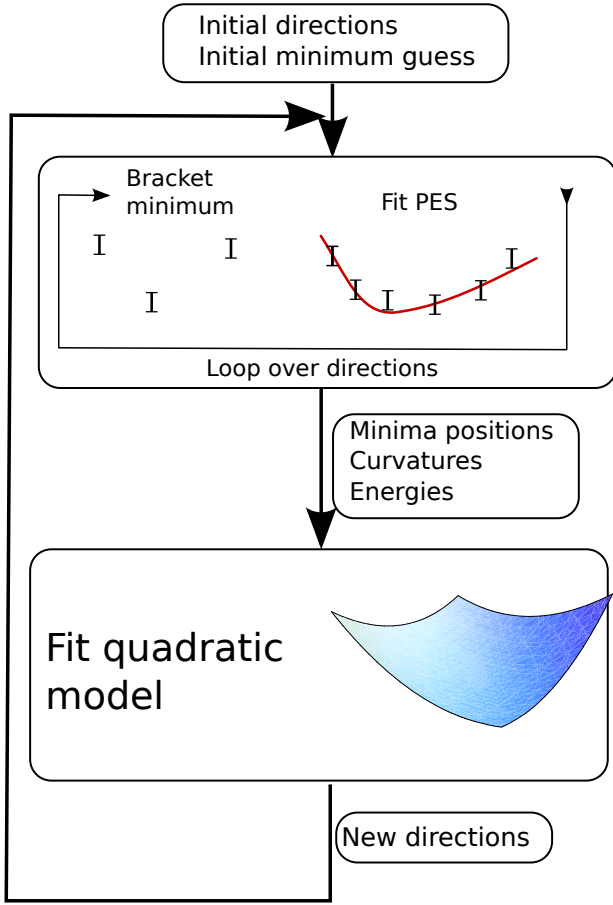 Initial directions
Initial minimum guess
Bracket
minimum
Fit PES
Loop over directions
Minima positions
Curvatures
Energies
Fit quadratic
model
New directions